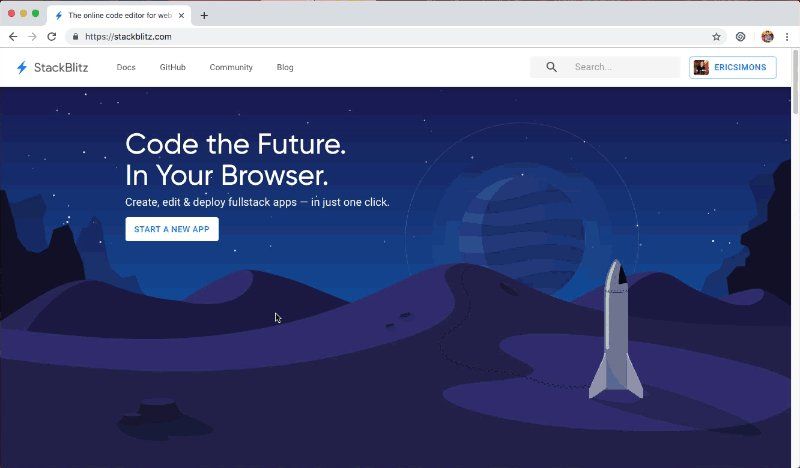 The online code editor for web
https://stackblitz.com
StackBlitz
Docs
GitHub
Community
Blog
Search...
ERICSIMONS
Code the Future.
In Your Browser.
Create, edit & deploy fullstack apps — in just one click.
START A NEW APP